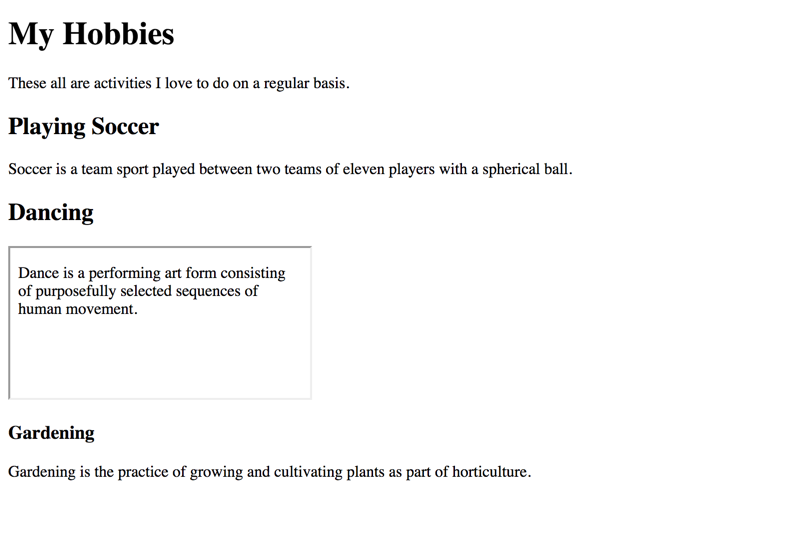 My Hobbies
These all are activities I love to do on a regular basis.
Playing Soccer
Soccer is a team sport played between two teams of eleven players with a spherical ball.
Dancing
Dance is a performing art form consisting
of purposefully selected sequences of
human movement.
Gardening
Gardening is the practice of growing and cultivating plants as part of horticulture.